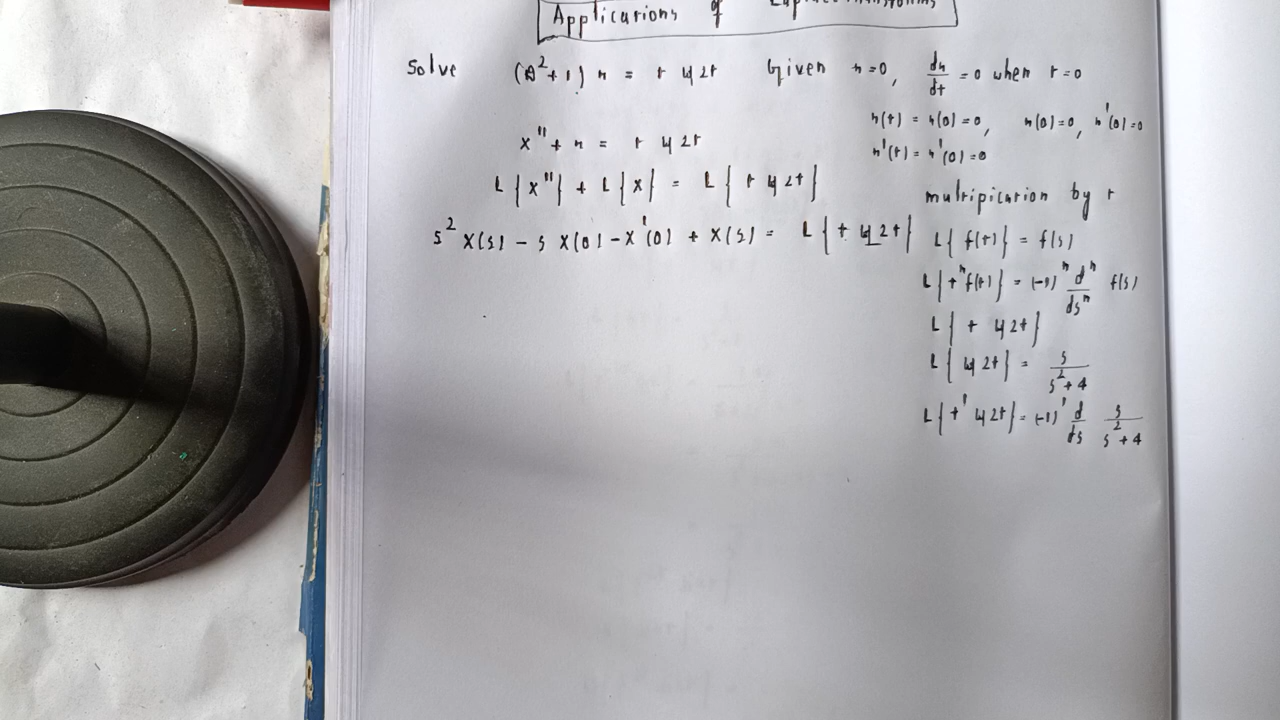 Applications of Laplace Transforms
Solve (D²+1) x = t cos 2t Given x=0, dx/dt = 0 when t=0
x(t) = x(0) = 0, x(0)=0, x'(0)=0
x'(t) = x'(0) = 0
x'' + x = t cos 2t
L{x''} + L{x} = L{t cos 2t}
s² X(s) - s X(0) - X'(0) + X(s) = L{t cos 2t}
multiplication by t
L{f(t)} = f(s)
L{tⁿ f(t)} = (-1)ⁿ dⁿ/dsⁿ f(s)
L{t cos 2t}
L{cos 2t} = s/(s²+4)
L{t' cos 2t} = (-1)' d/ds s/(s²+4)